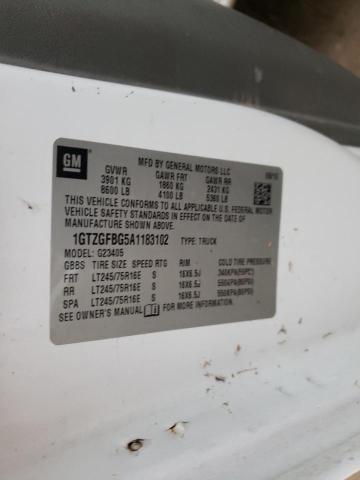 GM
MFD BY GENERAL MOTORS LLC
GVWR GAWR FRT GAWR RR
3901 KG 1860 KG 2431 KG
8600 LB 4100 LB 5360 LB
THIS VEHICLE CONFORMS TO ALL APPLICABLE U.S. FEDERAL MOTOR
VEHICLE SAFETY STANDARDS IN EFFECT ON THE DATE OF
MANUFACTURE SHOWN ABOVE.
1GTZGFBG5A1183102 TYPE: TRUCK
MODEL: G23405
GBBS TIRE SIZE SPEED RTG RIM COLD TIRE PRESSURE
FRT LT245/75R16E S 16X6.5J
RR LT245/75R16E S 16X6.5J
SPA LT245/75R16E S 16X6.5J
SEE OWNER'S MANUAL FOR MORE INFORMATION.